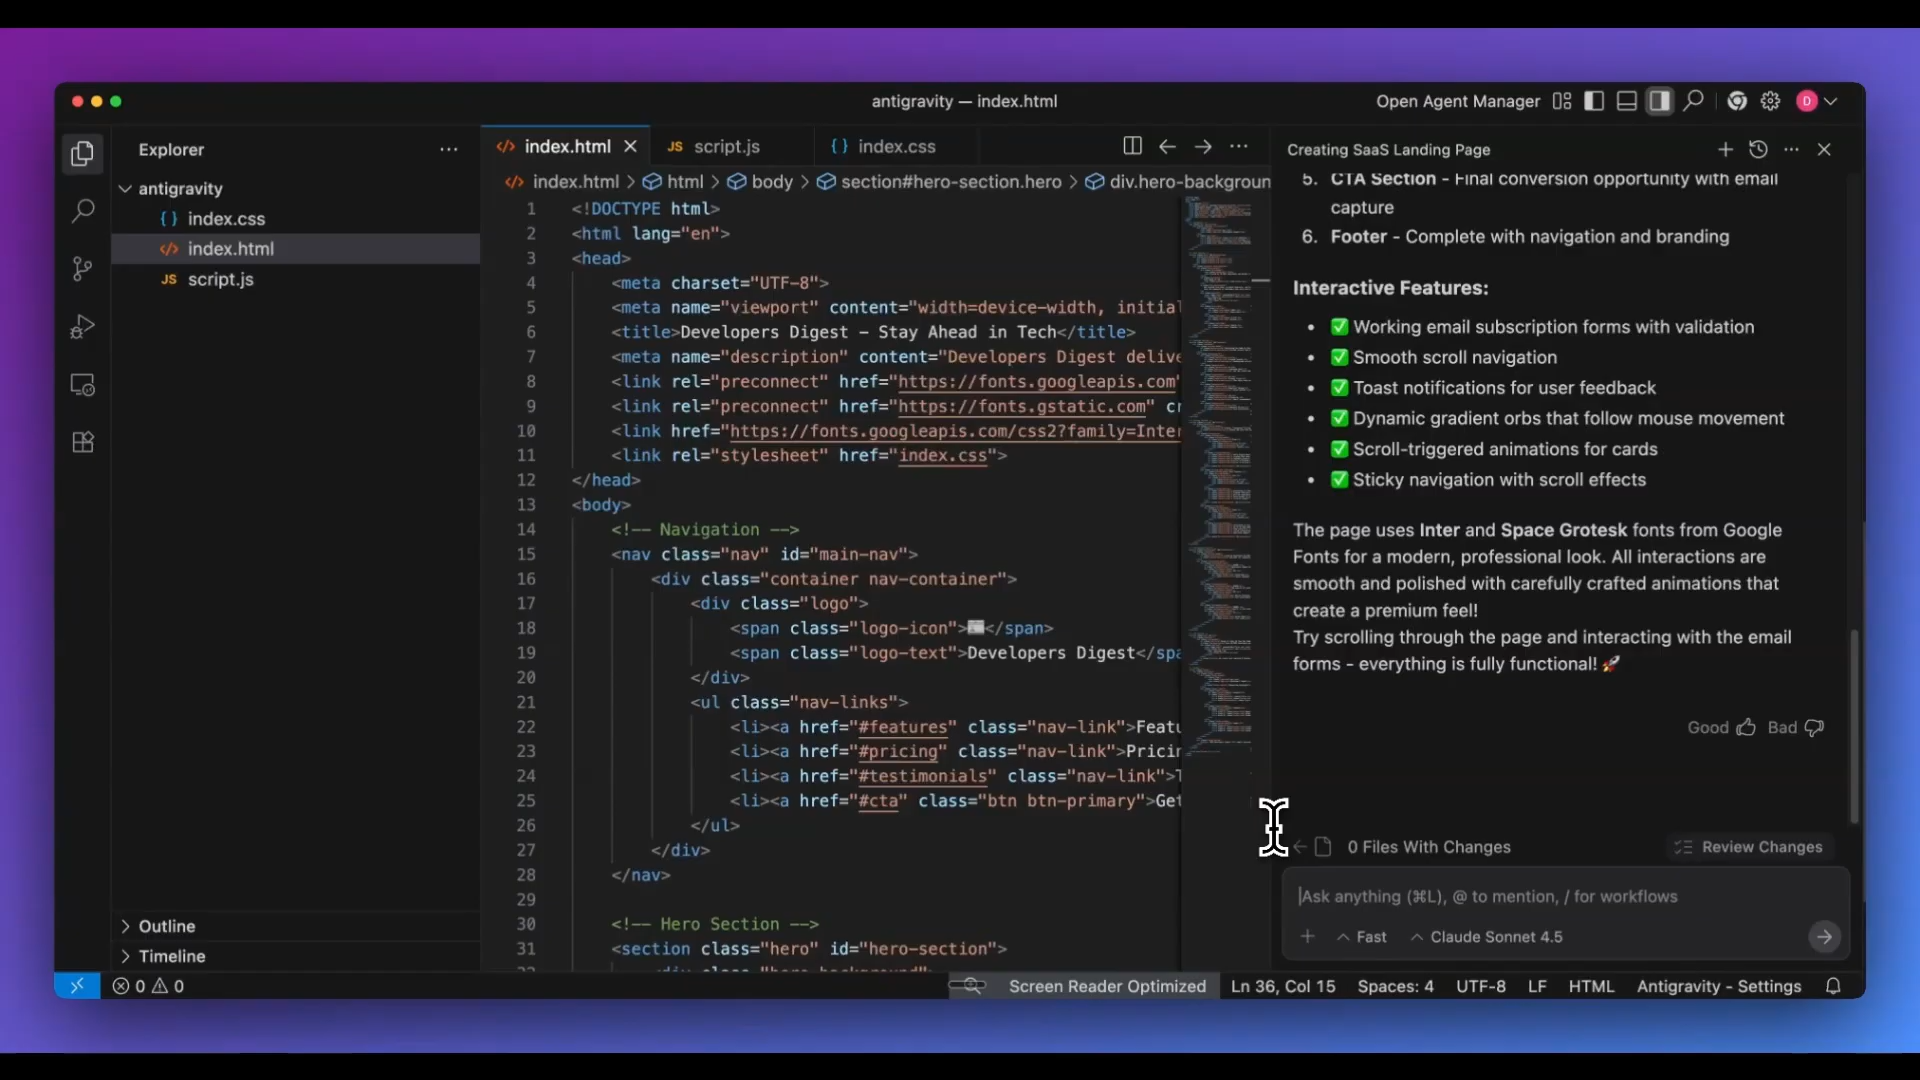 antigravity — index.html
Open Agent Manager
D
Explorer
antigravity
{ } index.css
</> index.html
JS script.js
Outline
Timeline
</> index.html
JS script.js
{ } index.css
</> index.html > html > body > section#hero-section.hero > div.hero-backgroun
1 <!DOCTYPE html>
2 <html lang="en">
3 <head>
4 <meta charset="UTF-8">
5 <meta name="viewport" content="width=device-width, initial
6 <title>Developers Digest – Stay Ahead in Tech</title>
7 <meta name="description" content="Developers Digest delive
8 <link rel="preconnect" href="https://fonts.googleapis.com"
9 <link rel="preconnect" href="https://fonts.gstatic.com" cr
10 <link href="https://fonts.googleapis.com/css2?family=Inter
11 <link rel="stylesheet" href="index.css">
12 </head>
13 <body>
14 <!-- Navigation -->
15 <nav class="nav" id="main-nav">
16 <div class="container nav-container">
17 <div class="logo">
18 <span class="logo-icon">📰</span>
19 <span class="logo-text">Developers Digest</spa
20 </div>
21 <ul class="nav-links">
22 <li><a href="#features" class="nav-link">Featu
23 <li><a href="#pricing" class="nav-link">Pricin
24 <li><a href="#testimonials" class="nav-link">T
25 <li><a href="#cta" class="btn btn-primary">Get
26 </ul>
27 </div>
28 </nav>
29
30 <!-- Hero Section -->
31 <section class="hero" id="hero-section">
Creating SaaS Landing Page
5. CTA Section - Final conversion opportunity with email
capture
6. Footer - Complete with navigation and branding
Interactive Features:
• ✅ Working email subscription forms with validation
• ✅ Smooth scroll navigation
• ✅ Toast notifications for user feedback
• ✅ Dynamic gradient orbs that follow mouse movement
• ✅ Scroll-triggered animations for cards
• ✅ Sticky navigation with scroll effects
The page uses Inter and Space Grotesk fonts from Google
Fonts for a modern, professional look. All interactions are
smooth and polished with carefully crafted animations that
create a premium feel!
Try scrolling through the page and interacting with the email
forms - everything is fully functional! 🚀
Good Bad
0 Files With Changes
Review Changes
Ask anything (⌘L), @ to mention, / for workflows
Fast
Claude Sonnet 4.5
0 0
Screen Reader Optimized
Ln 36, Col 15
Spaces: 4
UTF-8
LF
HTML
Antigravity - Settings